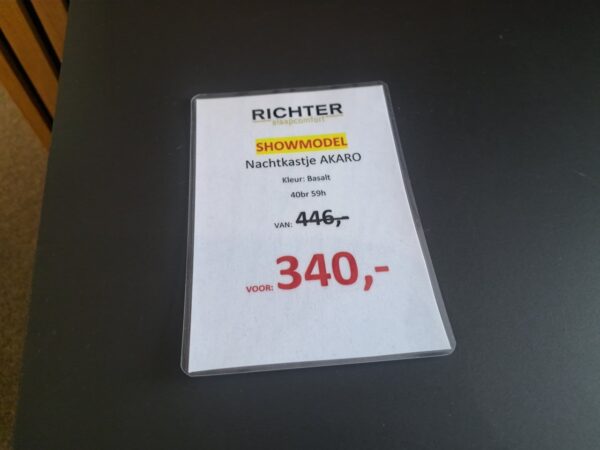 RICHTER
slaapcomfort
SHOWMODEL
Nachtkastje AKARO
Kleur: Basalt
40br 59h
VAN: 446,-
VOOR: 340,-